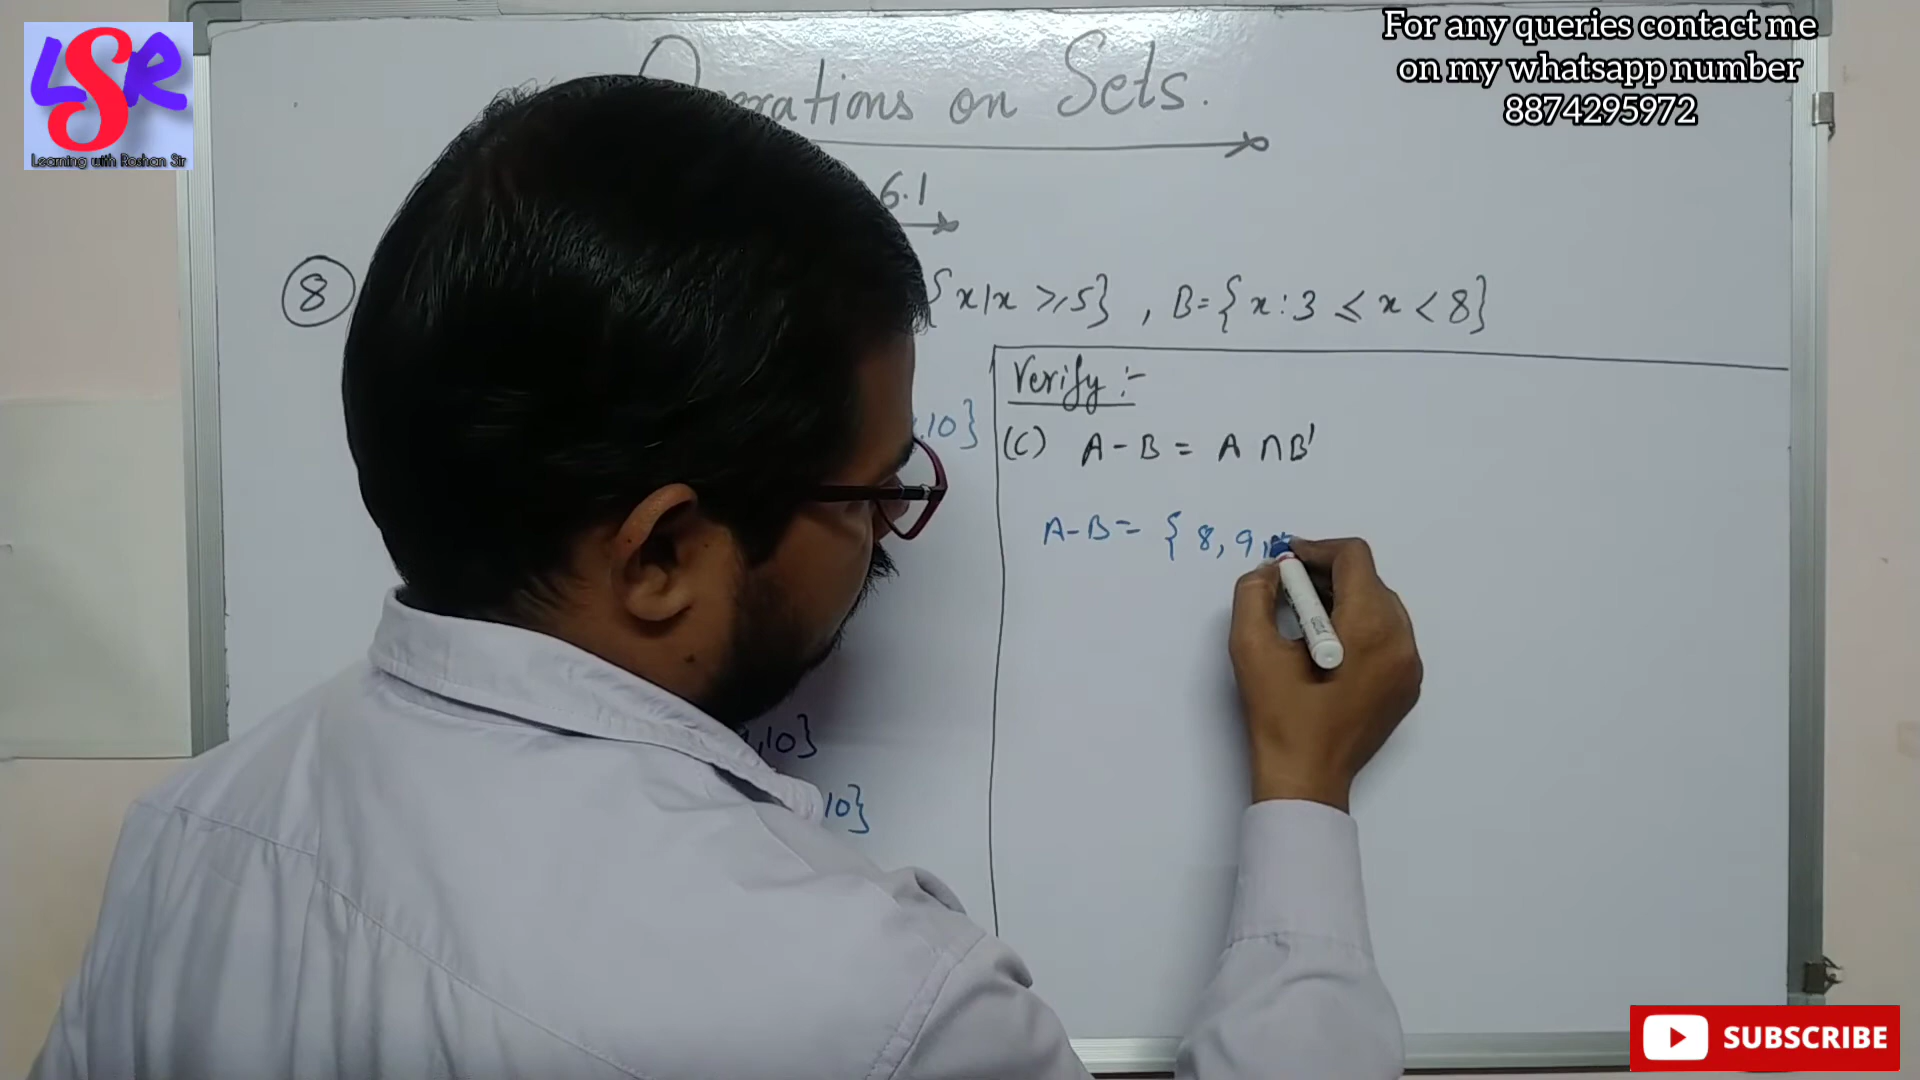 LSR
Learning with Roshan Sir
For any queries contact me
on my whatsapp number
8874295972
on Sets.
6.1
8
{x|x ⩾ 5} , B = {x : 3 ⩽ x < 8}
Verify :-
,10}
(C) A - B = A ∩ B'
A - B = { 8, 9,
,10}
10}
SUBSCRIBE